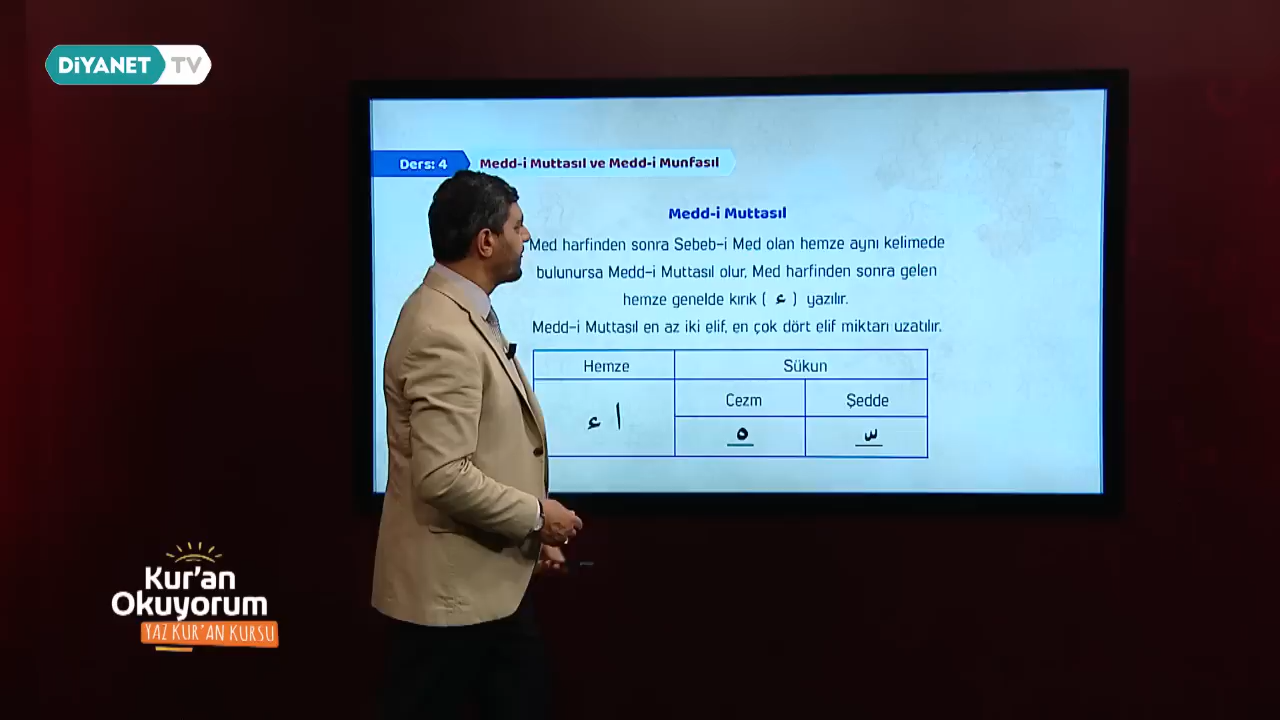 DİYANET TV
Ders: 4
Medd-i Muttasıl ve Medd-i Munfasıl
Medd-i Muttasıl
Med harfinden sonra Sebeb-i Med olan hemze aynı kelimede
bulunursa Medd-i Muttasıl olur, Med harfinden sonra gelen
hemze genelde kırık ( ء ) yazılır.
Medd-i Muttasıl en az iki elif, en çok dört elif miktarı uzatılır.
Hemze
Sükun
Cezm
Şedde
ا ء
Kur'an
Okuyorum
YAZ KUR'AN KURSU